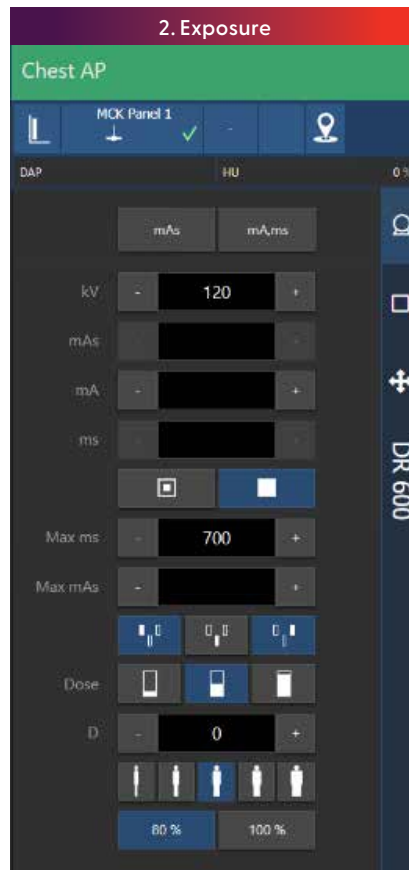 2. Exposure
Chest AP
MCK Panel 1
-
DAP HU 0 %
mAs mA,ms
kV - 120 +
mAs - -
mA - +
ms - -
Max ms - 700 +
Max mAs - +
Dose
D - 0 +
80 % 100 %
DR 600